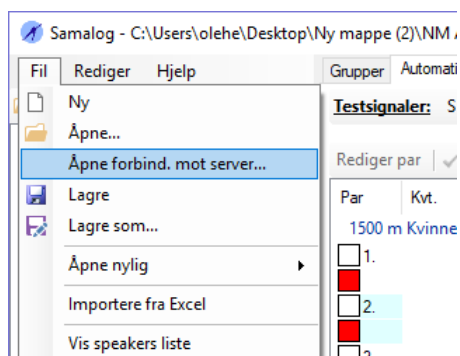 Samalog - C:\Users\olehe\Desktop\Ny mappe (2)\NM
Fil Rediger Hjelp
Grupper Automati
Ny
Testsignaler: S
Åpne...
Åpne forbind. mot server...
Rediger par
Lagre
Par Kvt.
Lagre som...
1500 m Kvinne
1.
Åpne nylig
Importere fra Excel
2.
Vis speakers liste